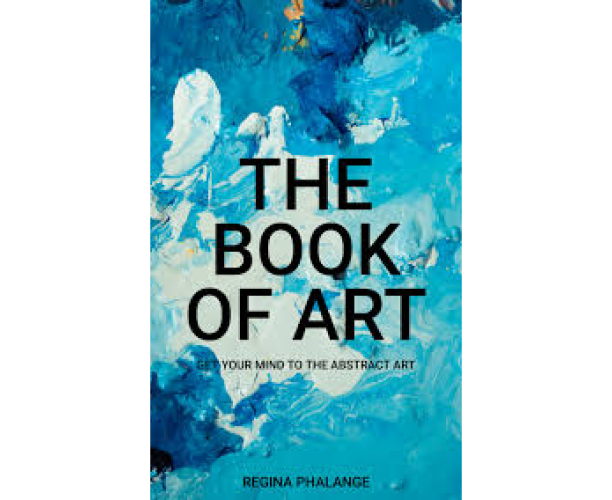 THE
BOOK
OF ART
GET YOUR MIND TO THE ABSTRACT ART
REGINA PHALANGE